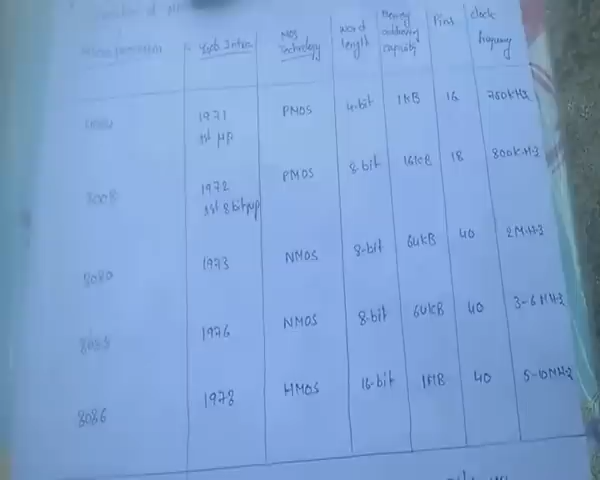 Microprocessor Year Intro. MOS Technology word length Memory addressing capacity Pins clock frequency
4004 1971 1st μp PMOS 4-bit 1KB 16 750KHz
8008 1972 1st 8 bit μp PMOS 8-bit 16KB 18 800KHz
8080 1973 NMOS 8-bit 64KB 40 2MHz
8085 1976 NMOS 8-bit 64KB 40 3-6 MHz
8086 1978 HMOS 16-bit 1MB 40 5-10MHz